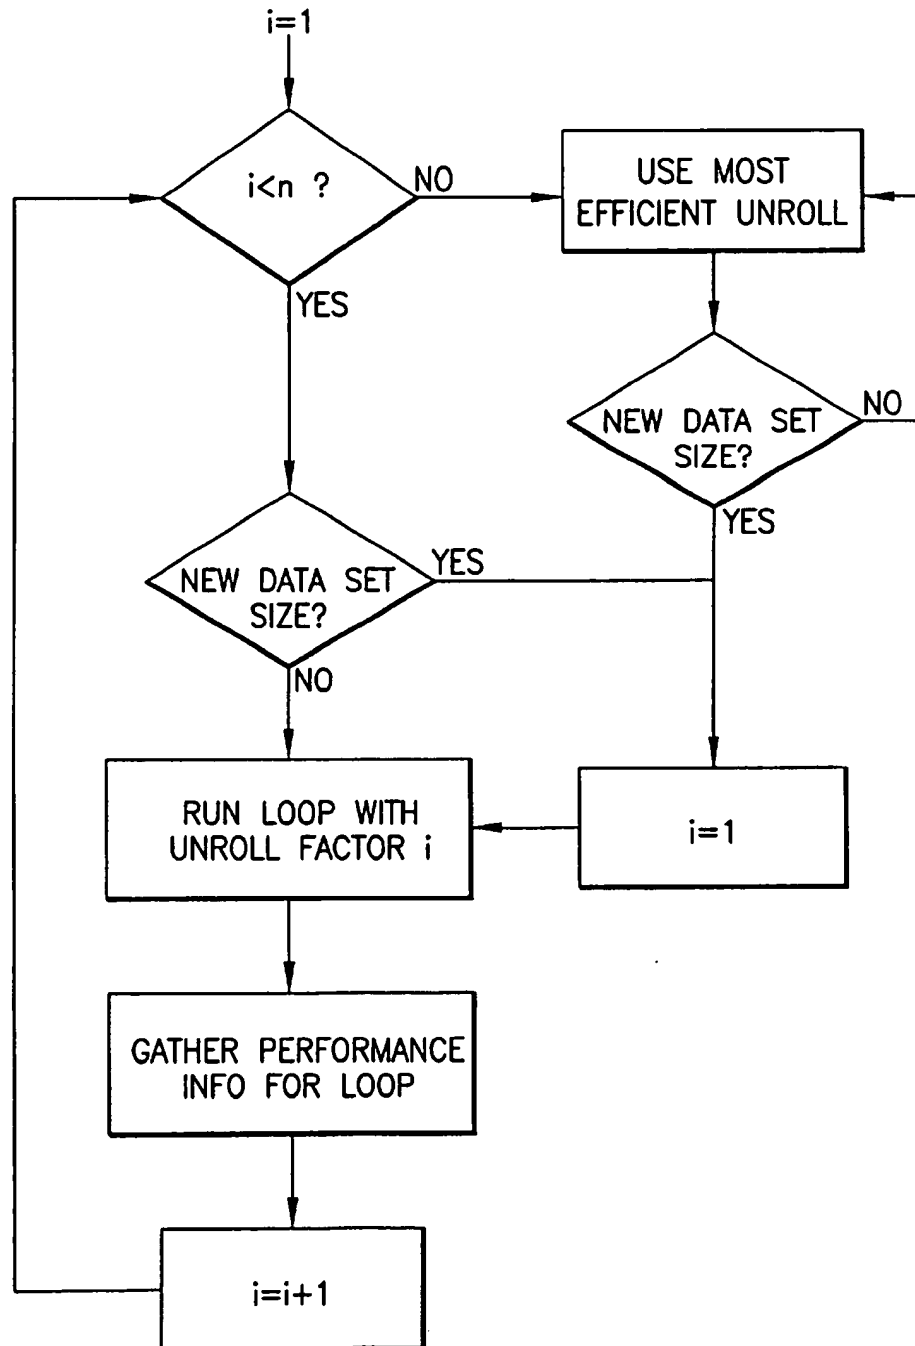 i=1
i<n ?
NO
YES
USE MOST
EFFICIENT UNROLL
NEW DATA SET
SIZE?
NO
YES
NEW DATA SET
SIZE?
YES
NO
RUN LOOP WITH
UNROLL FACTOR i
i=1
GATHER PERFORMANCE
INFO FOR LOOP
i=i+1